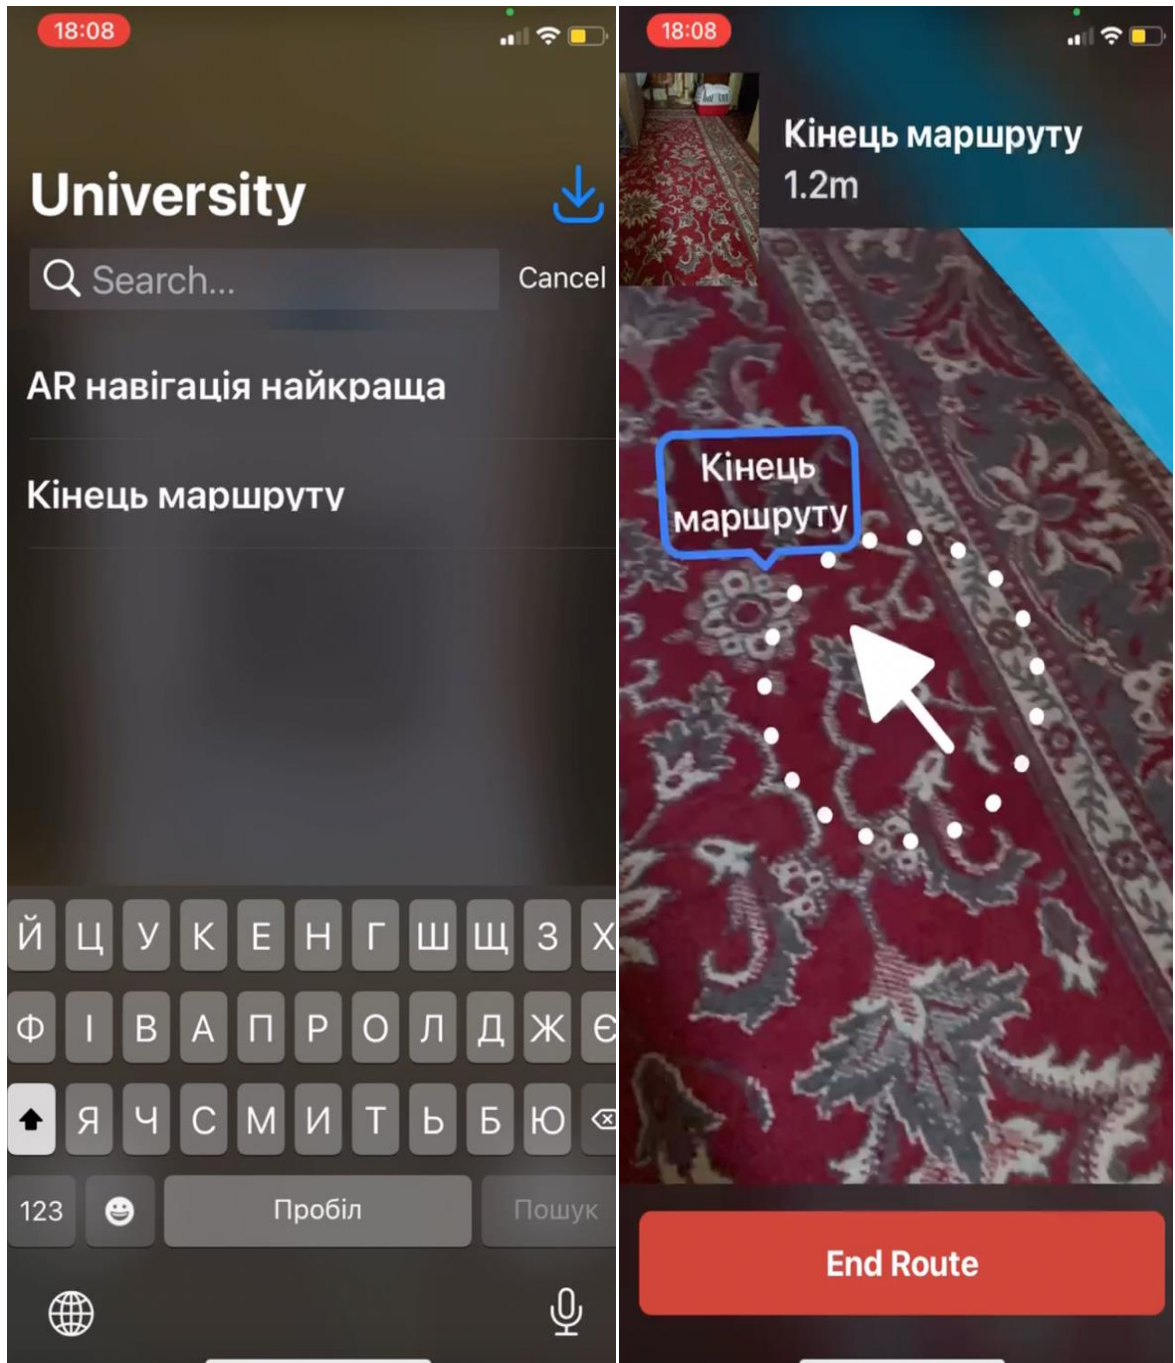 18:08
University
Search...
Cancel
AR навігація найкраща
Кінець маршруту
Й Ц У К Е Н Г Ш Щ З Х
Ф І В А П Р О Л Д Ж Є
Я Ч С М И Т Ь Б Ю
123
Пробіл
Пошук
18:08
Кінець маршруту
1.2m
Кінець
маршруту
End Route